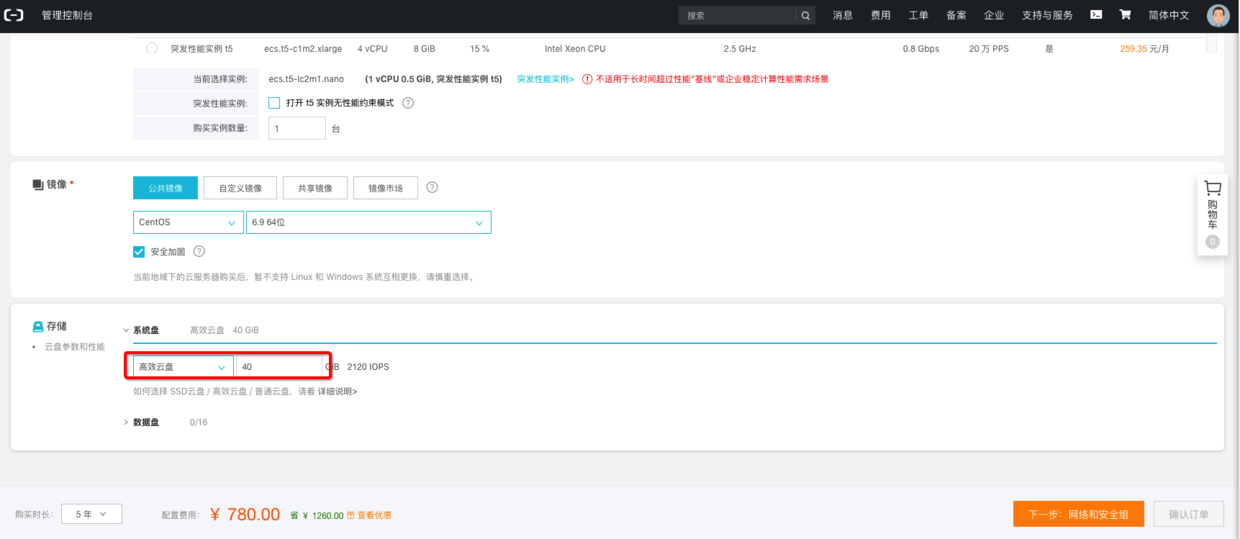 管理控制台 搜索 消息 费用 工单 备案 企业 支持与服务 简体中文
突发性能实例 t5 ecs.t5-c1m2.xlarge 4 vCPU 8 GiB 15 % Intel Xeon CPU 2.5 GHz 0.8 Gbps 20 万 PPS 是 259.35 元/月
当前选择实例: ecs.t5-lc2m1.nano (1 vCPU 0.5 GiB, 突发性能实例 t5) 突发性能实例> 不适用于长时间超过性能“基线”或企业稳定计算性能需求场景
突发性能实例: 打开 t5 实例无性能约束模式 ?
购买实例数量: 1 台
镜像 * 公共镜像 自定义镜像 共享镜像 镜像市场 ?
CentOS 6.9 64位
安全加固 ?
当前地域下的云服务器购买后，暂不支持 Linux 和 Windows 系统互相更换，请慎重选择。
购物车
0
存储 系统盘 高效云盘 40 GiB
云盘参数和性能
高效云盘 40 GiB 2120 IOPS
如何选择 SSD云盘 / 高效云盘 / 普通云盘，请看 详细说明>
数据盘 0/16
购买时长: 5 年 配置费用: ¥ 780.00 省 ¥ 1260.00 查看优惠 下一步：网络和安全组 确认订单